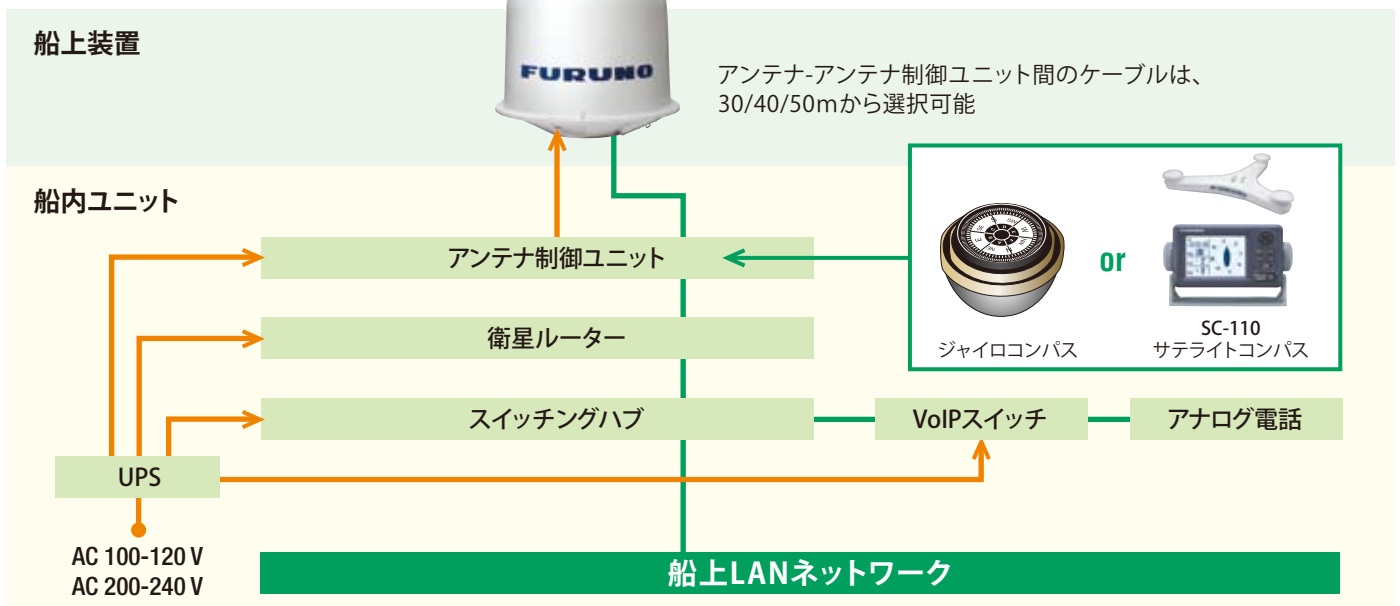 船上装置
FURUNO
アンテナ-アンテナ制御ユニット間のケーブルは、
30/40/50mから選択可能
船内ユニット
アンテナ制御ユニット
衛星ルーター
スイッチングハブ
VoIPスイッチ
アナログ電話
or
ジャイロコンパス
SC-110
サテライトコンパス
UPS
AC 100-120 V
AC 200-240 V
船上LANネットワーク